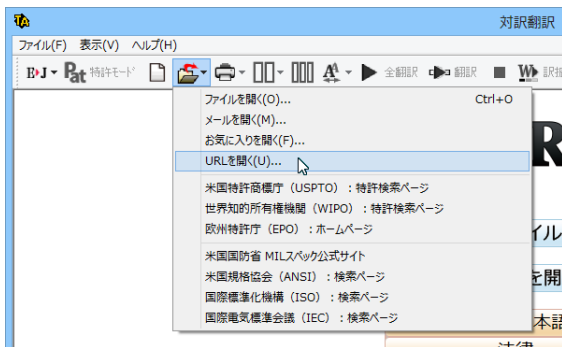 対訳翻訳
ファイル(F) 表示(V) ヘルプ(H)
E›J Pat 特許モード 全翻訳 翻訳 W 訳
ファイルを開く(O)... Ctrl+O
メールを開く(M)...
お気に入りを開く(F)...
URLを開く(U)...
R
米国特許商標庁（USPTO）：特許検索ページ
世界知的所有権機関（WIPO）：特許検索ページ
欧州特許庁（EPO）：ホームページ
イル
米国国防省 MILスペック公式サイト
米国規格協会（ANSI）：検索ページ
を開
国際標準化機構（ISO）：検索ページ
国際電気標準会議（IEC）：検索ページ
本語
法律